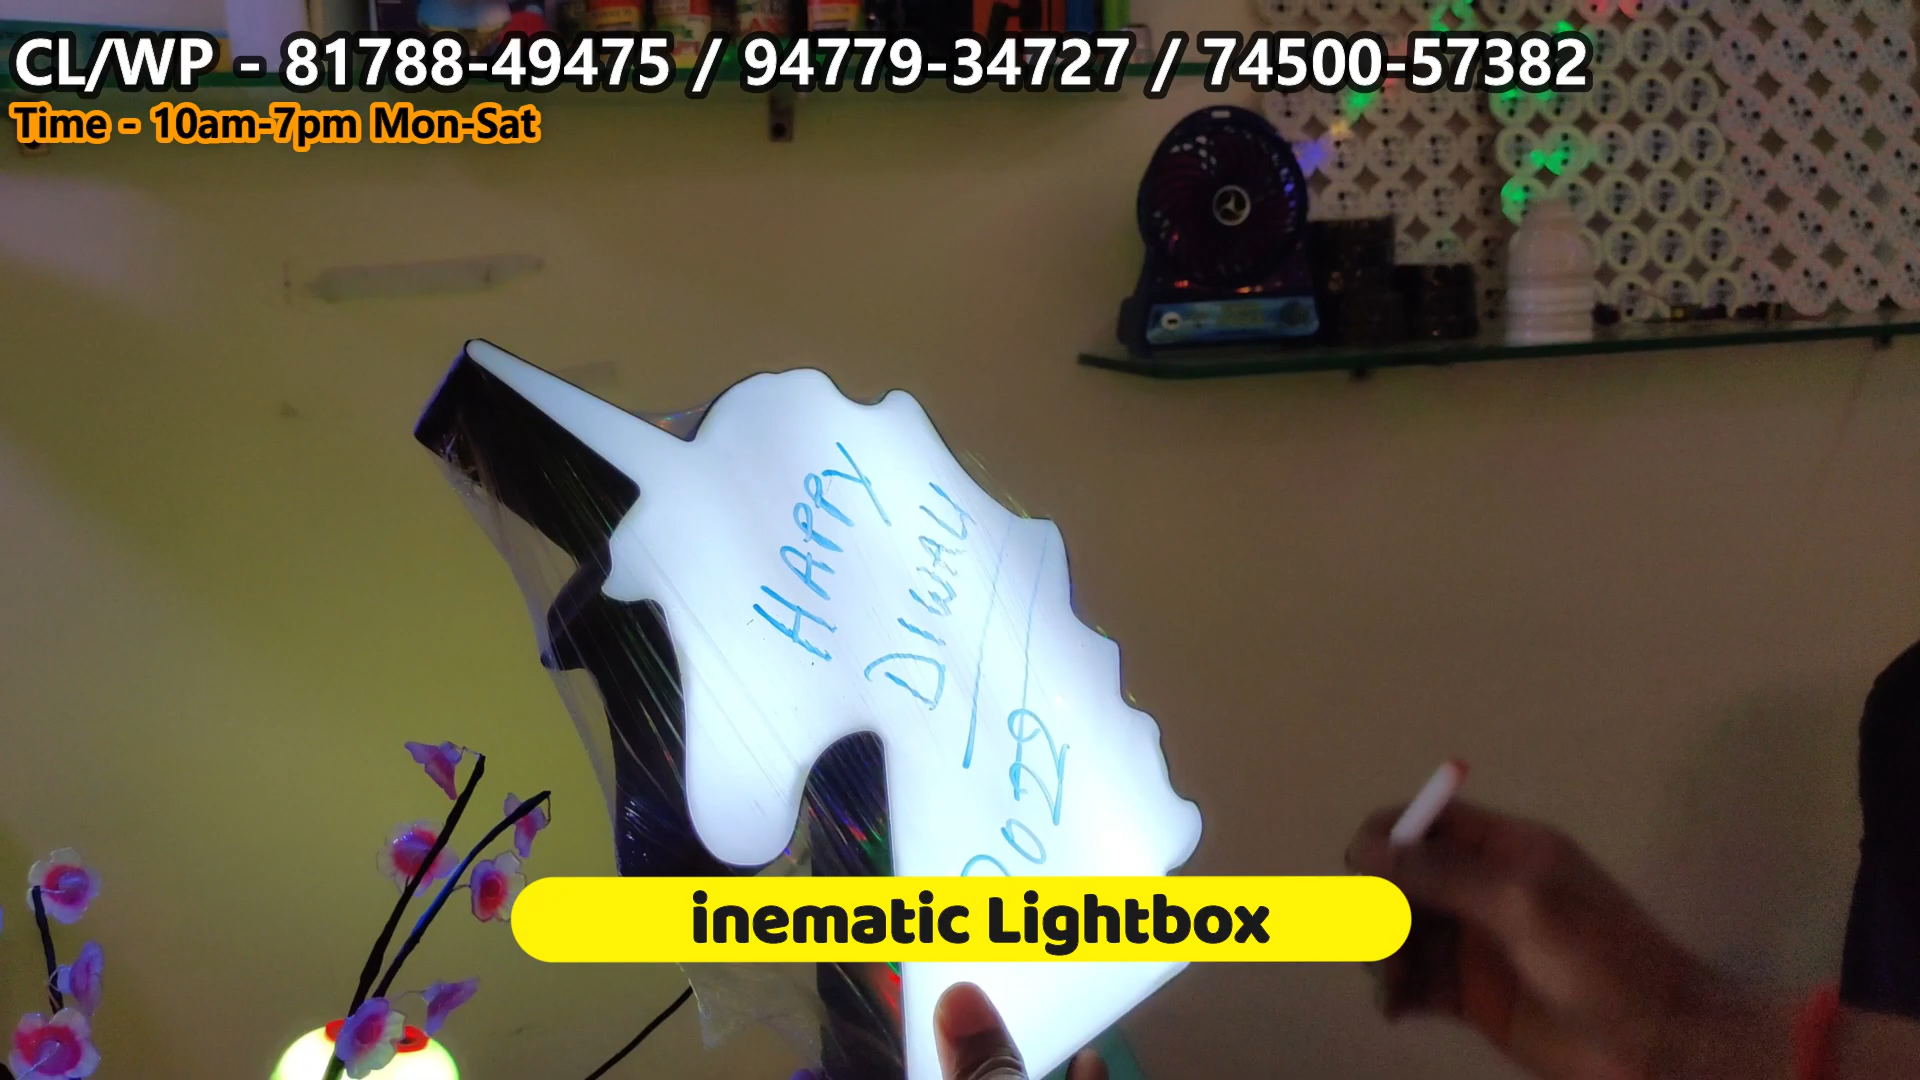 CL/WP - 81788-49475 / 94779-34727 / 74500-57382
Time - 10am-7pm Mon-Sat
HAPPY
DIWALI
2022
inematic Lightbox